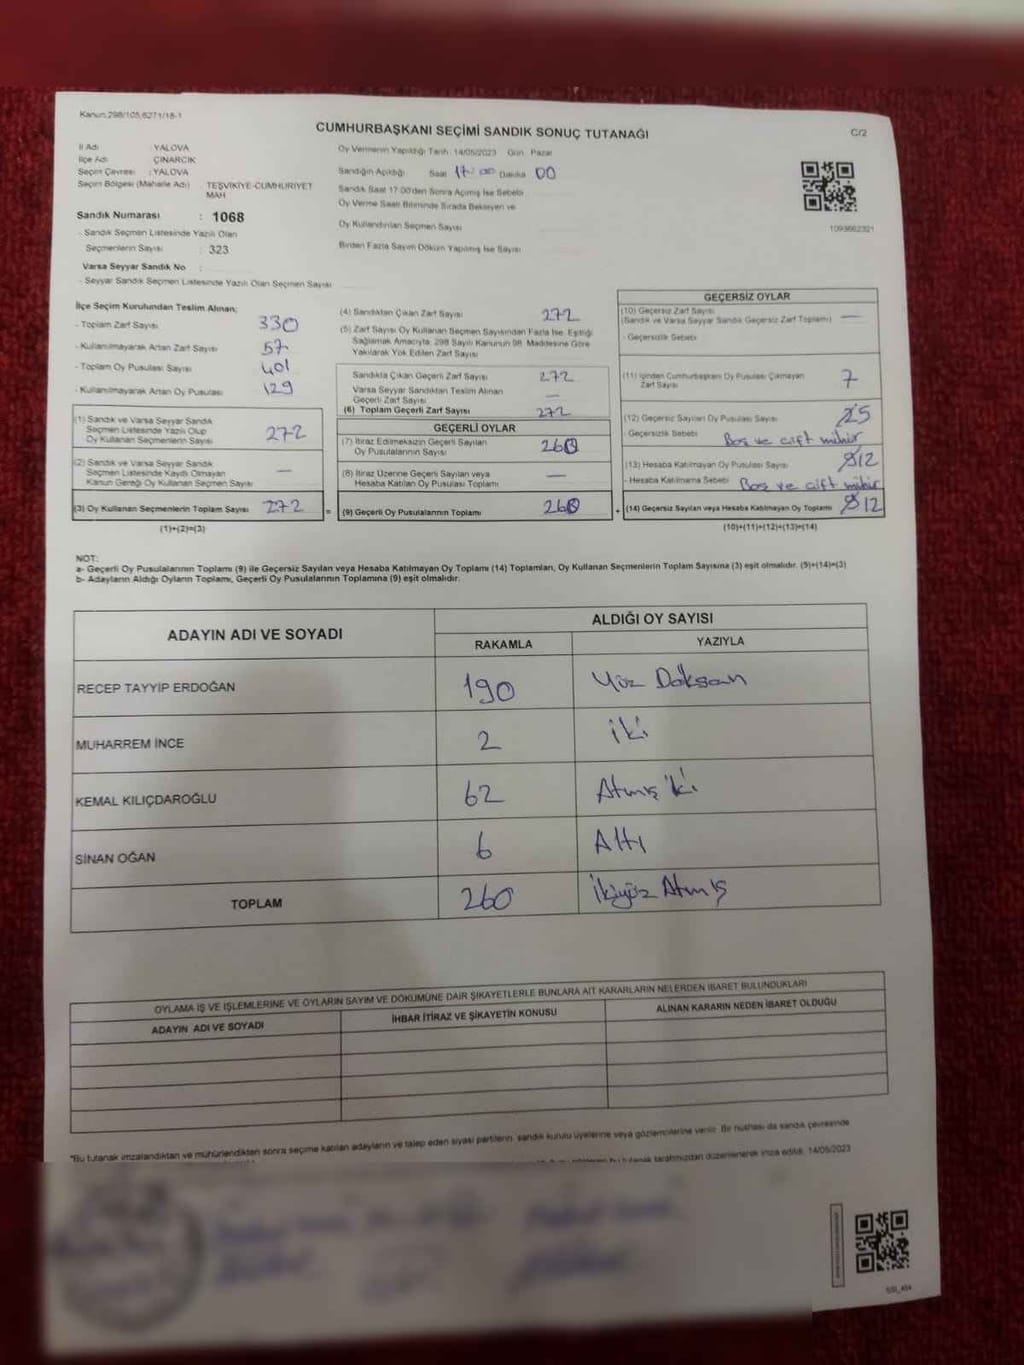 Kanun.298/105,6271/18-1
CUMHURBAŞKANI SEÇİMİ SANDIK SONUÇ TUTANAĞI
C/2
İl Adı : YALOVA
İlçe Adı : ÇINARCIK
Seçim Çevresi : YALOVA
Seçim Bölgesi (Mahalle Adı) TEŞVİKİYE-CUMHURİYET
MAH
Sandık Numarası : 1068
- Sandık Seçmen Listesinde Yazılı Olan
Seçmenlerin Sayısı : 323
Varsa Seyyar Sandık No :
- Seyyar Sandık Seçmen Listesinde Yazılı Olan Seçmen Sayısı
Oy Vermenin Yapıldığı Tarih: 14/05/2023 Gün Pazar
Sandığın Açıldığı Saat 17:00 Dakika 00
Sandık Saat 17:00'den Sonra Açılmış İse Sebebi
Oy Verme Saati Bitiminde Sırada Bekleyen ve
Oy Kullandırılan Seçmen Sayısı
Birden Fazla Sayım Döküm Yapılmış İse Sayısı
1093662321
İlçe Seçim Kurulundan Teslim Alınan;
- Toplam Zarf Sayısı 330
- Kullanılmayarak Artan Zarf Sayısı 57
- Toplam Oy Pusulası Sayısı 401
- Kullanılmayarak Artan Oy Pusulası 129
(1) Sandık ve Varsa Seyyar Sandık
Seçmen Listesinde Yazılı Olup
Oy Kullanan Seçmenlerin Sayısı 272
(2) Sandık ve Varsa Seyyar Sandık
Seçmen Listesinde Kaydı Olmayan
Kanun Gereği Oy Kullanan Seçmen Sayısı —
(3) Oy Kullanan Seçmenlerin Toplam Sayısı 272
(1)+(2)=(3)
(4) Sandıktan Çıkan Zarf Sayısı 272
(5) Zarf Sayısı Oy Kullanan Seçmen Sayısından Fazla İse, Eşitliği
Sağlamak Amacıyla; 298 Sayılı Kanunun 98. Maddesine Göre
Yakılarak Yok Edilen Zarf Sayısı
Sandıkta Çıkan Geçerli Zarf Sayısı 272
Varsa Seyyar Sandıktan Teslim Alınan
Geçerli Zarf Sayısı —
(6) Toplam Geçerli Zarf Sayısı 272
GEÇERLİ OYLAR
(7) İtiraz Edilmeksizin Geçerli Sayılan
Oy Pusulalarının Sayısı 260
(8) İtiraz Üzerine Geçerli Sayılan veya
Hesaba Katılan Oy Pusulası Toplamı —
= (9) Geçerli Oy Pusulalarının Toplamı 260
GEÇERSİZ OYLAR
(10) Geçersiz Zarf Sayısı
(Sandık ve Varsa Seyyar Sandık Geçersiz Zarf Toplamı) —
- Geçersizlik Sebebi
(11) İçinden Cumhurbaşkanı Oy Pusulası Çıkmayan
Zarf Sayısı 7
(12) Geçersiz Sayılan Oy Pusulası Sayısı 5
- Geçersizlik Sebebi Boş ve çift mühür
(13) Hesaba Katılmayan Oy Pusulası Sayısı 12
- Hesaba Katılmama Sebebi Boş ve çift mühür
+ (14) Geçersiz Sayılan veya Hesaba Katılmayan Oy Toplamı 12
(10)+(11)+(12)+(13)=(14)
NOT:
a- Geçerli Oy Pusulalarının Toplamı (9) ile Geçersiz Sayılan veya Hesaba Katılmayan Oy Toplamı (14) Toplamları, Oy Kullanan Seçmenlerin Toplam Sayısına (3) eşit olmalıdır. (9)+(14)=(3)
b- Adayların Aldığı Oyların Toplamı, Geçerli Oy Pusulalarının Toplamına (9) eşit olmalıdır.
ADAYIN ADI VE SOYADI
ALDIĞI OY SAYISI
RAKAMLA YAZIYLA
RECEP TAYYİP ERDOĞAN 190 Yüz Doksan
MUHARREM İNCE 2 iki
KEMAL KILIÇDAROĞLU 62 Atmış iki
SİNAN OĞAN 6 Altı
TOPLAM 260 İkiyüz Atmış
OYLAMA İŞ VE İŞLEMLERİNE VE OYLARIN SAYIM VE DÖKÜMÜNE DAİR ŞİKAYETLERLE BUNLARA AİT KARARLARIN NELERDEN İBARET BULUNDUKLARI
ADAYIN ADI VE SOYADI İHBAR İTİRAZ VE ŞİKAYETİN KONUSU ALINAN KARARIN NEDEN İBARET OLDUĞU
"Bu tutanak imzalandıktan ve mühürlendikten sonra seçime katılan adayların ve talep eden siyasi partilerin sandık kurulu üyelerine veya gözlemcilerine verilir. Bir nüshası da sandık çevresinde
bu tutanak tarafımızdan düzenlenerek imza edildi. 14/05/2023